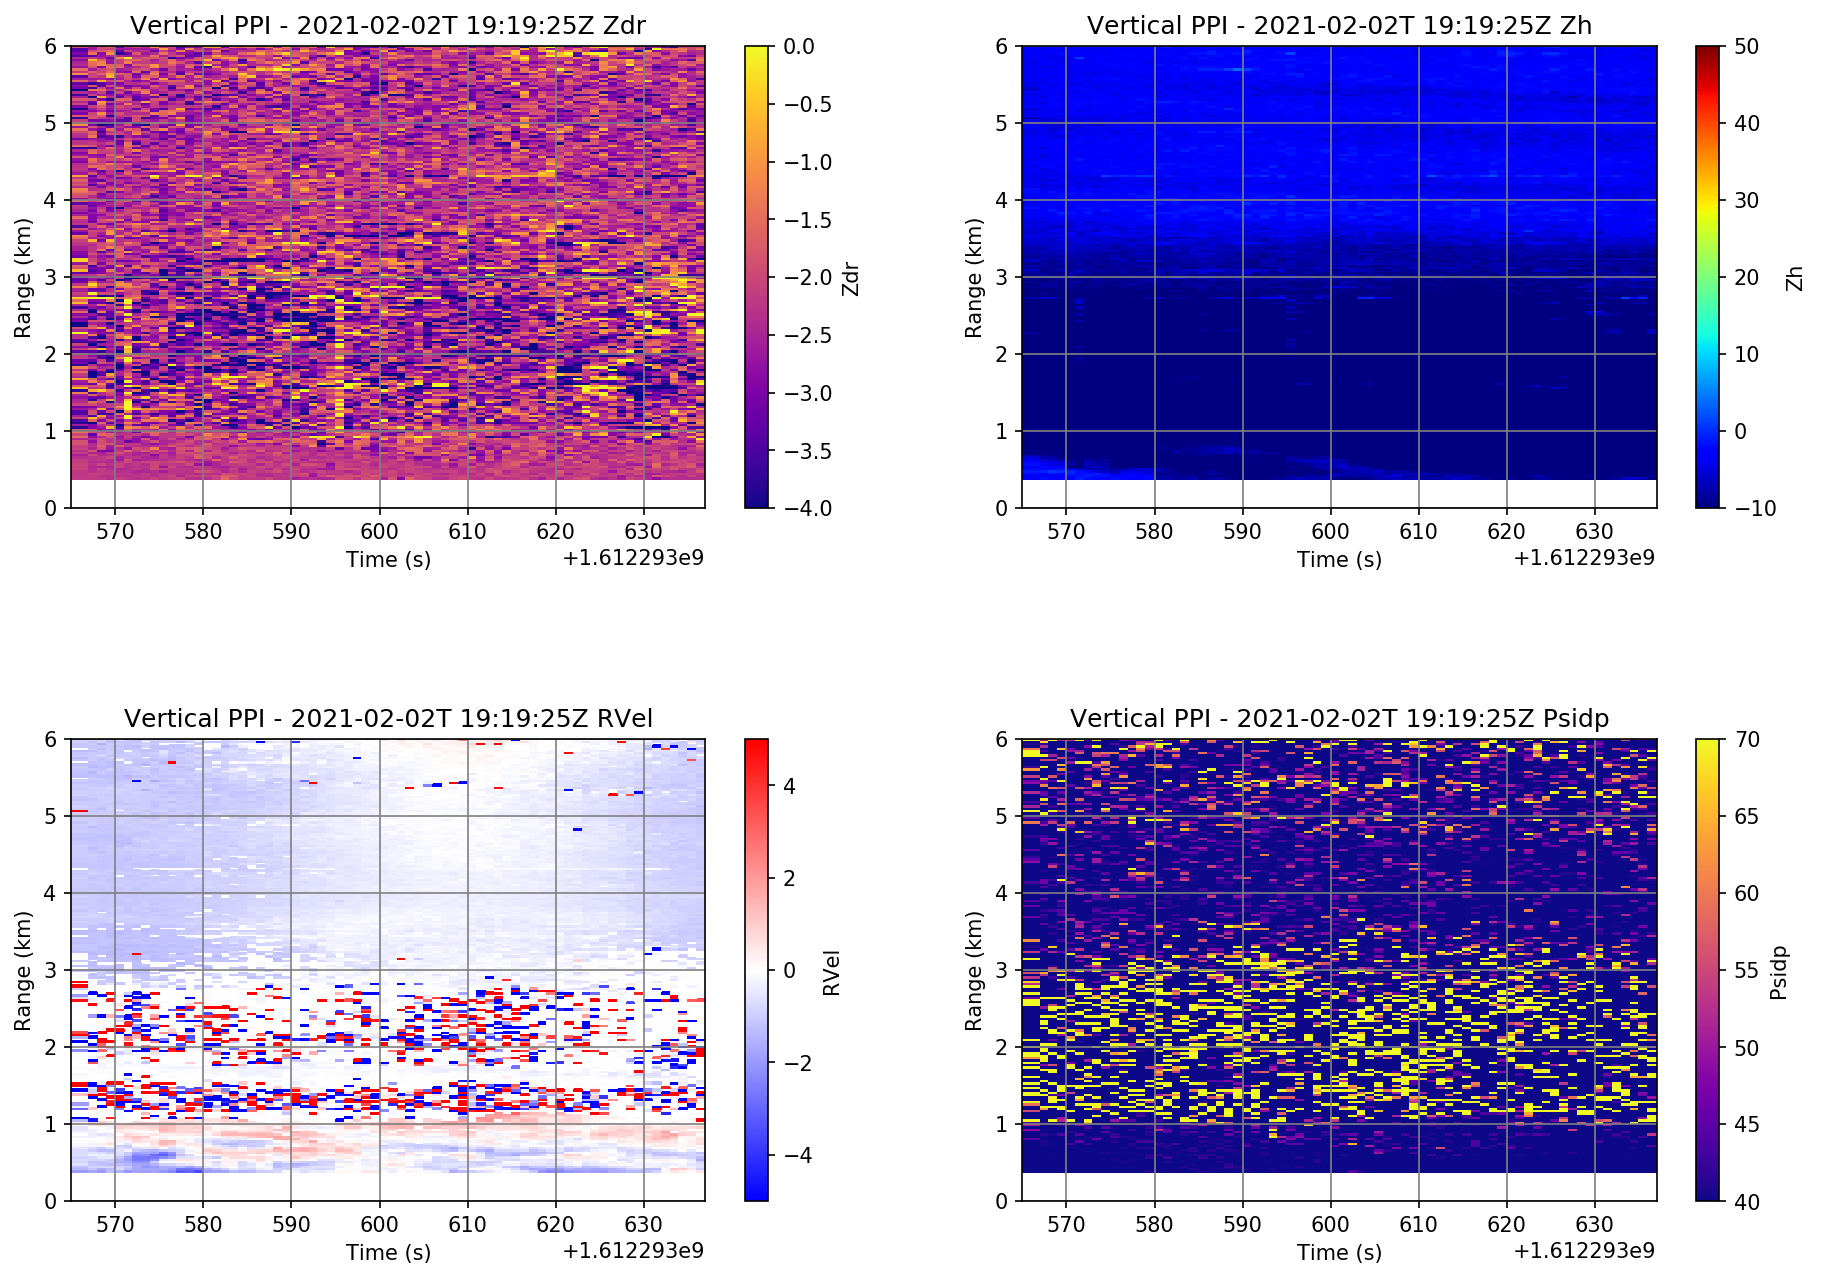 Vertical PPI - 2021-02-02T 19:19:25Z Zdr
6
5
4
3
2
1
0
Range (km)
570 580 590 600 610 620 630
Time (s)
+1.612293e9
0.0
−0.5
−1.0
−1.5
−2.0
−2.5
−3.0
−3.5
−4.0
Zdr
Vertical PPI - 2021-02-02T 19:19:25Z Zh
6
5
4
3
2
1
0
Range (km)
570 580 590 600 610 620 630
Time (s)
+1.612293e9
50
40
30
20
10
0
−10
Zh
Vertical PPI - 2021-02-02T 19:19:25Z RVel
6
5
4
3
2
1
0
Range (km)
570 580 590 600 610 620 630
Time (s)
+1.612293e9
4
2
0
−2
−4
RVel
Vertical PPI - 2021-02-02T 19:19:25Z Psidp
6
5
4
3
2
1
0
Range (km)
570 580 590 600 610 620 630
Time (s)
+1.612293e9
70
65
60
55
50
45
40
Psidp